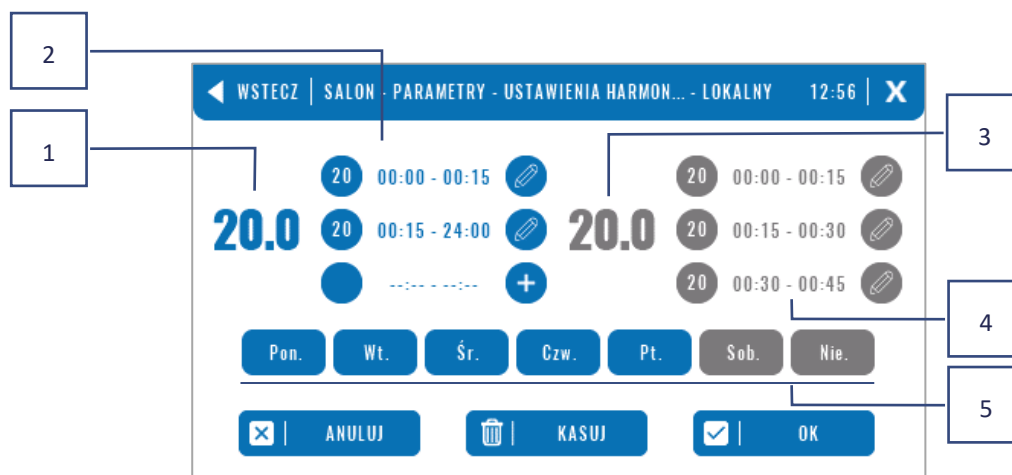 2
WSTECZ | SALON - PARAMETRY - USTAWIENIA HARMON... - LOKALNY 12:56 | X
1
3
20 00:00 - 00:15
20 00:00 - 00:15
20.0 20 00:15 - 24:00
20.0 20 00:15 - 00:30
--:-- - --:-- +
20 00:30 - 00:45
4
Pon. Wt. Śr. Czw. Pt. Sob. Nie.
5
ANULUJ | KASUJ | OK